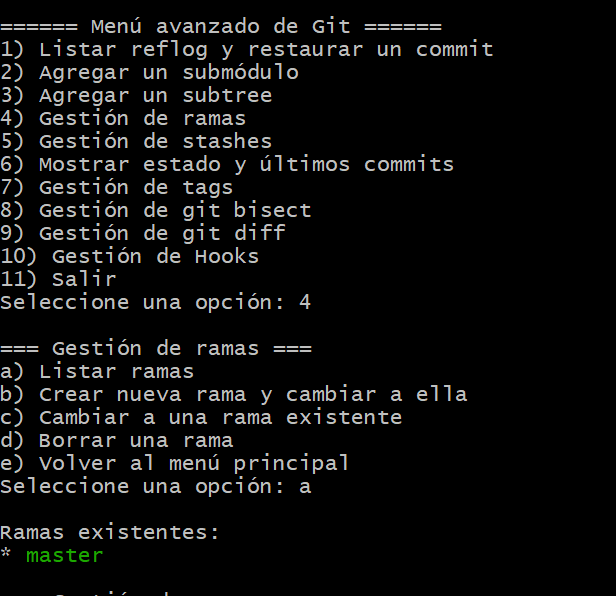 ====== Menú avanzado de Git ======
1) Listar reflog y restaurar un commit
2) Agregar un submódulo
3) Agregar un subtree
4) Gestión de ramas
5) Gestión de stashes
6) Mostrar estado y últimos commits
7) Gestión de tags
8) Gestión de git bisect
9) Gestión de git diff
10) Gestión de Hooks
11) Salir
Seleccione una opción: 4
=== Gestión de ramas ===
a) Listar ramas
b) Crear nueva rama y cambiar a ella
c) Cambiar a una rama existente
d) Borrar una rama
e) Volver al menú principal
Seleccione una opción: a
Ramas existentes:
* master